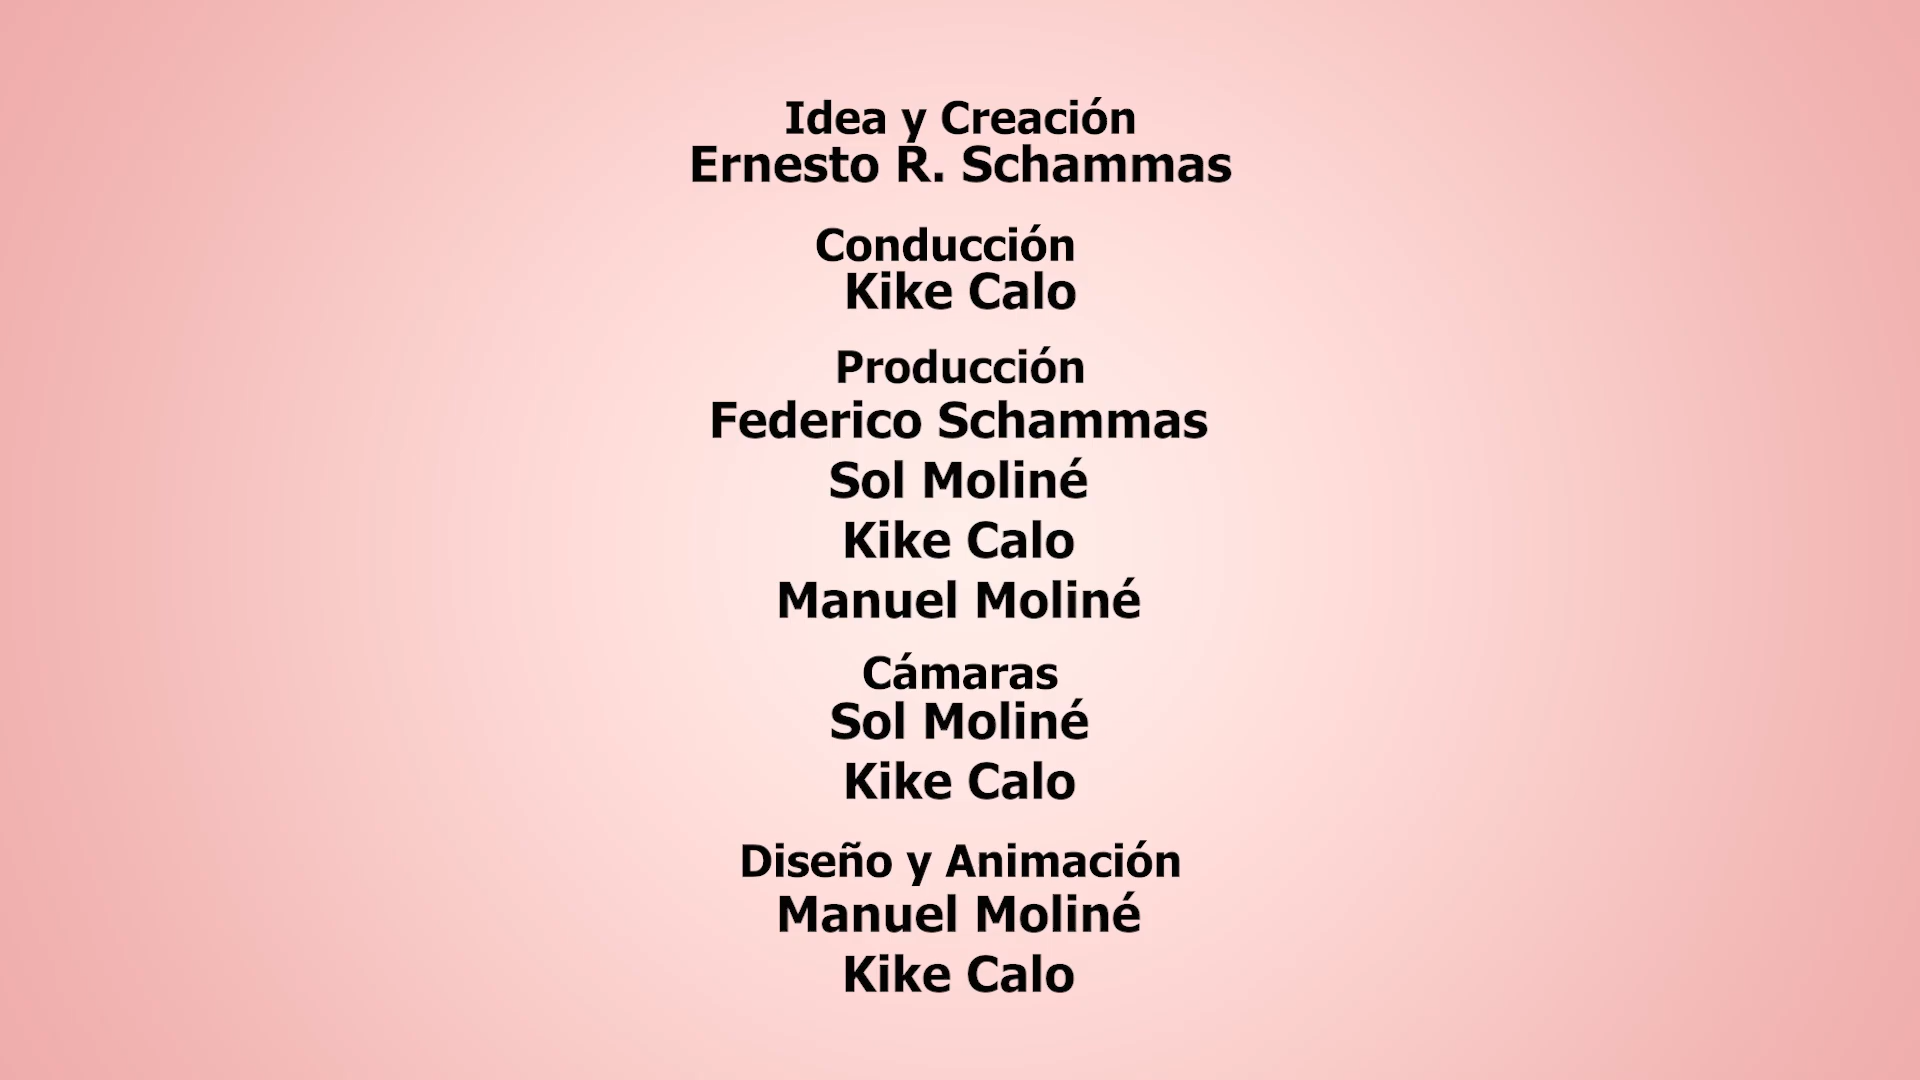 Idea y Creación
Ernesto R. Schammas
Conducción
Kike Calo
Producción
Federico Schammas
Sol Moliné
Kike Calo
Manuel Moliné
Cámaras
Sol Moliné
Kike Calo
Diseño y Animación
Manuel Moliné
Kike Calo